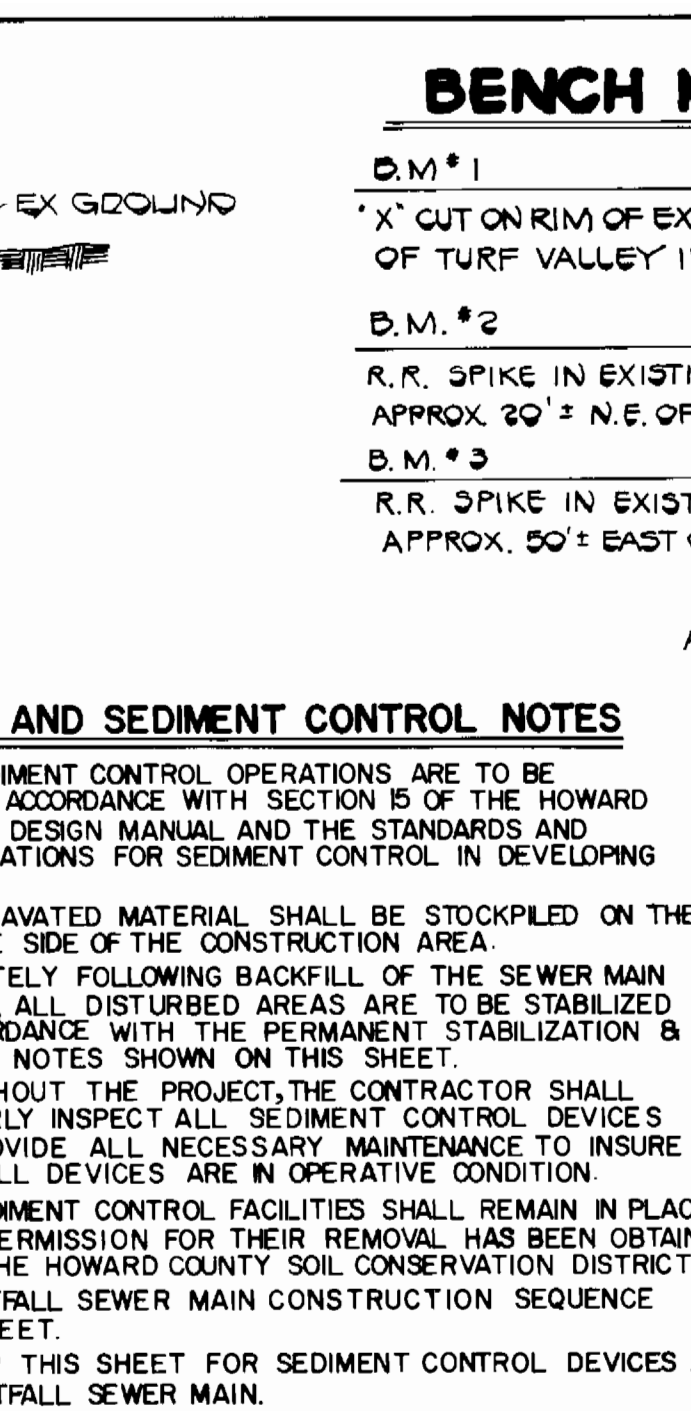 BENCH
B.M # 1
EX GROUND
"X" CUT ON RIM OF EX
OF TURF VALLEY
B.M. #2
R.R. SPIKE IN EXISTI
APPROX. 20'± N.E. OF
B.M. #3
R.R. SPIKE IN EXIST
APPROX. 50'± EAST
AND SEDIMENT CONTROL NOTES
IMENT CONTROL OPERATIONS ARE TO BE
ACCORDANCE WITH SECTION 15 OF THE HOWARD
DESIGN MANUAL AND THE STANDARDS AND
ATIONS FOR SEDIMENT CONTROL IN DEVELOPING
AVATED MATERIAL SHALL BE STOCKPILED ON THE
SIDE OF THE CONSTRUCTION AREA.
TELY FOLLOWING BACKFILL OF THE SEWER MAIN
ALL DISTURBED AREAS ARE TO BE STABILIZED
RDANCE WITH THE PERMANENT STABILIZATION &
NOTES SHOWN ON THIS SHEET.
HOUT THE PROJECT, THE CONTRACTOR SHALL
RLY INSPECT ALL SEDIMENT CONTROL DEVICES
OVIDE ALL NECESSARY MAINTENANCE TO INSURE
LL DEVICES ARE IN OPERATIVE CONDITION.
DIMENT CONTROL FACILITIES SHALL REMAIN IN PLAC
ERMISSION FOR THEIR REMOVAL HAS BEEN OBTAIN
HE HOWARD COUNTY SOIL CONSERVATION DISTRICT
TFALL SEWER MAIN CONSTRUCTION SEQUENCE
EET.
THIS SHEET FOR SEDIMENT CONTROL DEVICES
TFALL SEWER MAIN.